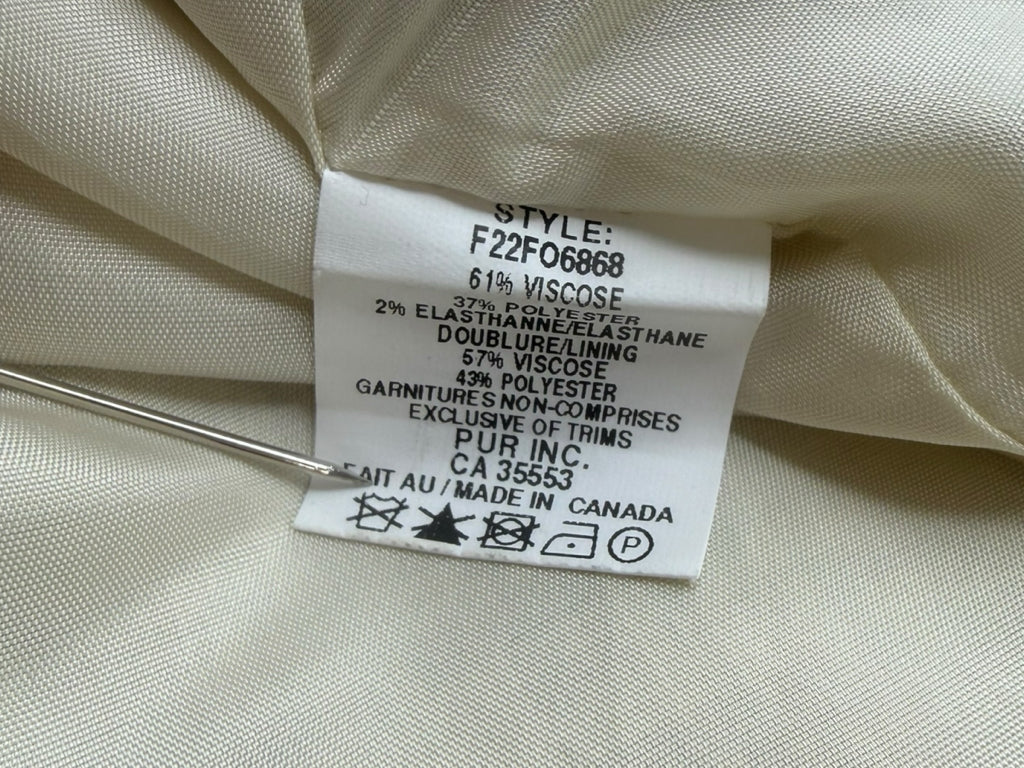 STYLE:
F22FO6868
61% VISCOSE
37% POLYESTER
2% ELASTHANNE/ELASTHANE
DOUBLURE/LINING
57% VISCOSE
43% POLYESTER
GARNITURES NON-COMPRISES
EXCLUSIVE OF TRIMS
PUR INC.
CA 35553
FAIT AU / MADE IN CANADA
P